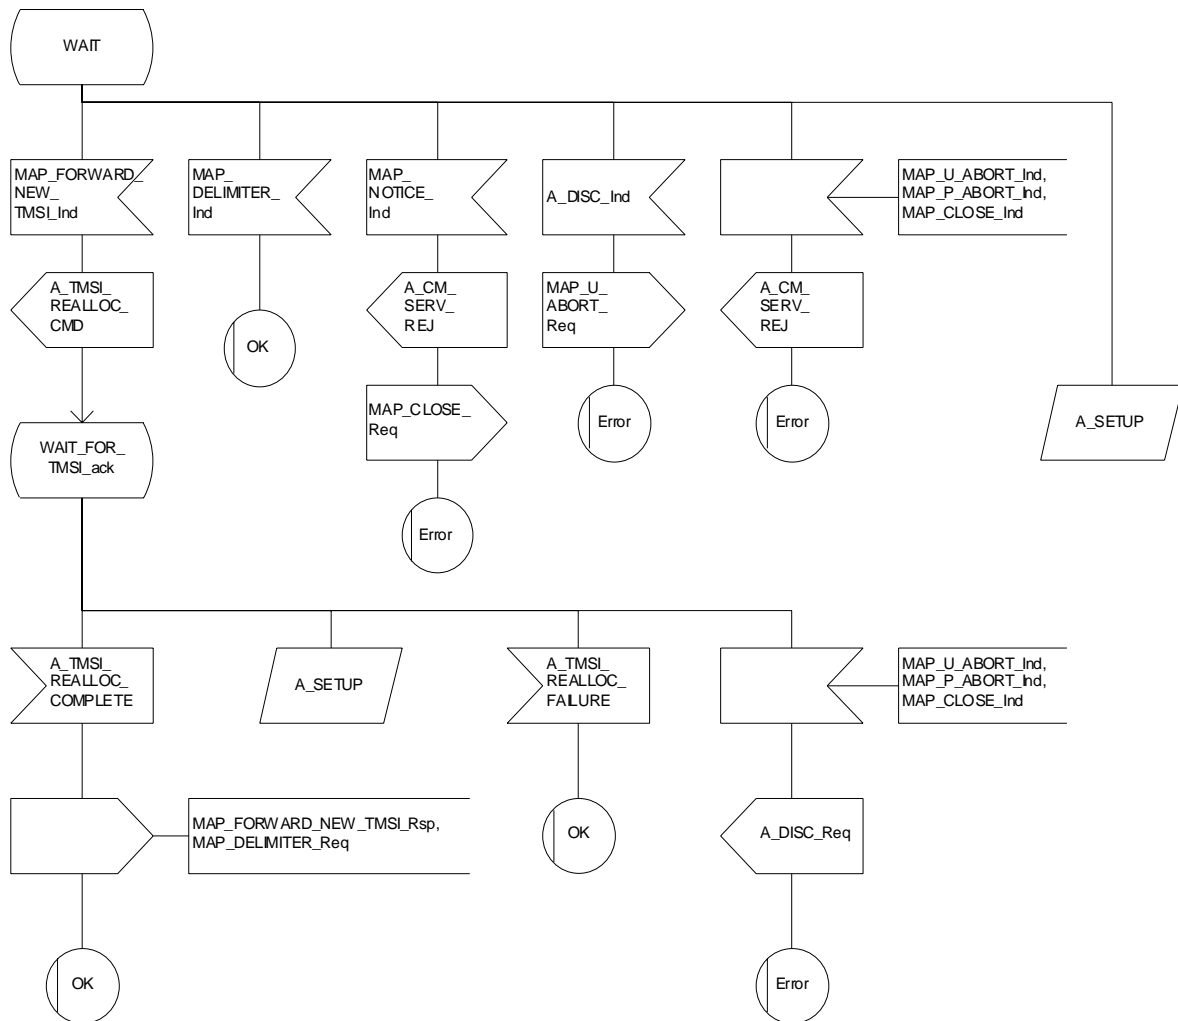 WAIT
MAP_FORWARD_
NEW_
TMSI_Ind
MAP_
DELIMITER_
Ind
MAP_
NOTICE_
Ind
A_DISC_Ind
MAP_U_ABORT_Ind,
MAP_P_ABORT_Ind,
MAP_CLOSE_Ind
A_TMSI_
REALLOC_
CMD
OK
A_CM_
SERV_
REJ
MAP_U_
ABORT_
Req
A_CM_
SERV_
REJ
MAP_CLOSE_
Req
Error
Error
A_SETUP
WAIT_FOR_
TMSI_ack
Error
A_TMSI_
REALLOC_
COMPLETE
A_SETUP
A_TMSI_
REALLOC_
FAILURE
MAP_U_ABORT_Ind,
MAP_P_ABORT_Ind,
MAP_CLOSE_Ind
MAP_FORWARD_NEW_TMSI_Rsp,
MAP_DELIMITER_Req
OK
A_DISC_Req
OK
Error